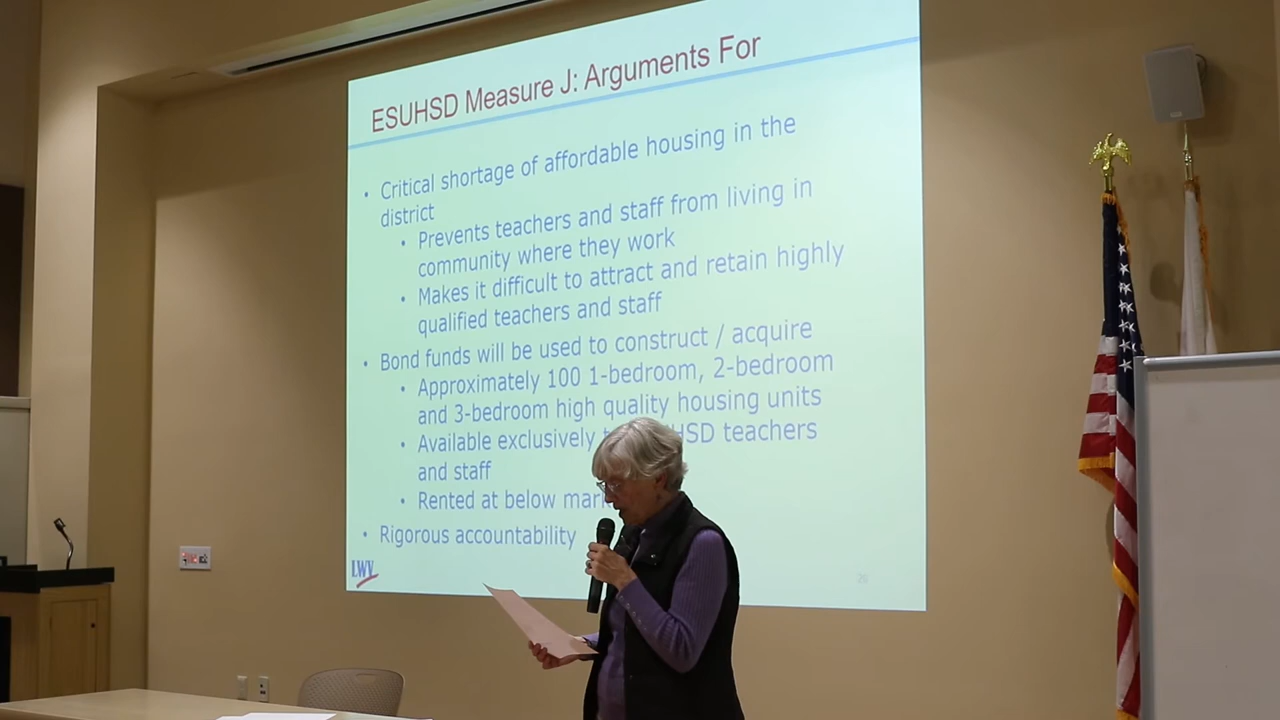 ESUHSD Measure J: Arguments For
• Critical shortage of affordable housing in the
district
• Prevents teachers and staff from living in
community where they work
• Makes it difficult to attract and retain highly
qualified teachers and staff
• Bond funds will be used to construct / acquire
• Approximately 100 1-bedroom, 2-bedroom
and 3-bedroom high quality housing units
• Available exclusively HSD teachers
and staff
• Rented at below
• Rigorous accountability
LWV
26